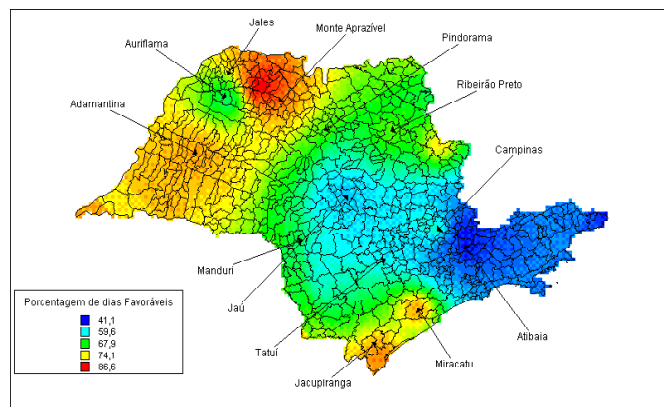 Jales
Monte Aprazível
Auriflama
Pindorama
Ribeirão Preto
Adamantina
Campinas
Manduri
Jaú
Tatuí
Jacupiranga
Miracatu
Atibaia
Porcentagem de dias Favoráveis
41,1
59,6
67,9
74,1
86,6